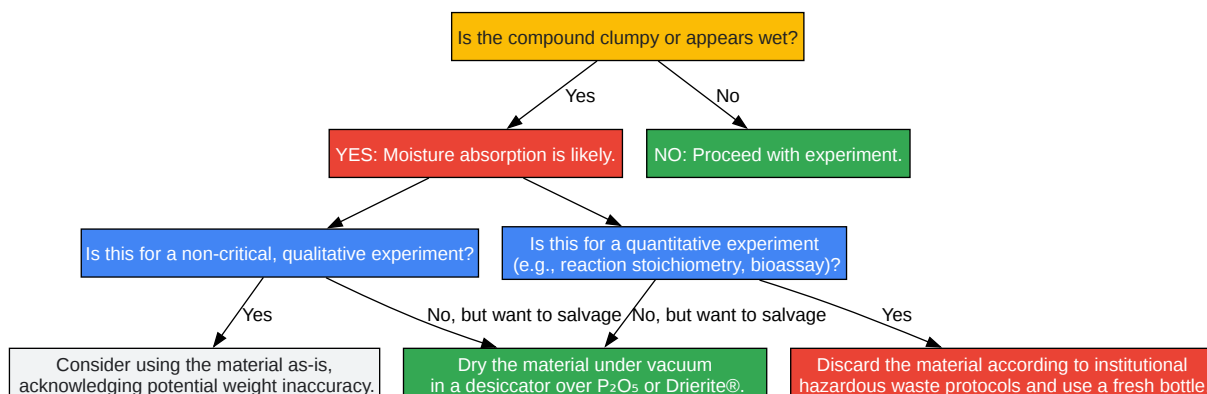 Is the compound clumpy or appears wet?
Yes
No
YES: Moisture absorption is likely.
NO: Proceed with experiment.
Is this for a non-critical, qualitative experiment?
Is this for a quantitative experiment
(e.g., reaction stoichiometry, bioassay)?
Yes
No, but want to salvage
No, but want to salvage
Yes
Consider using the material as-is,
acknowledging potential weight inaccuracy.
Dry the material under vacuum
in a desiccator over P₂O₅ or Drierite®.
Discard the material according to institutional
hazardous waste protocols and use a fresh bottle.